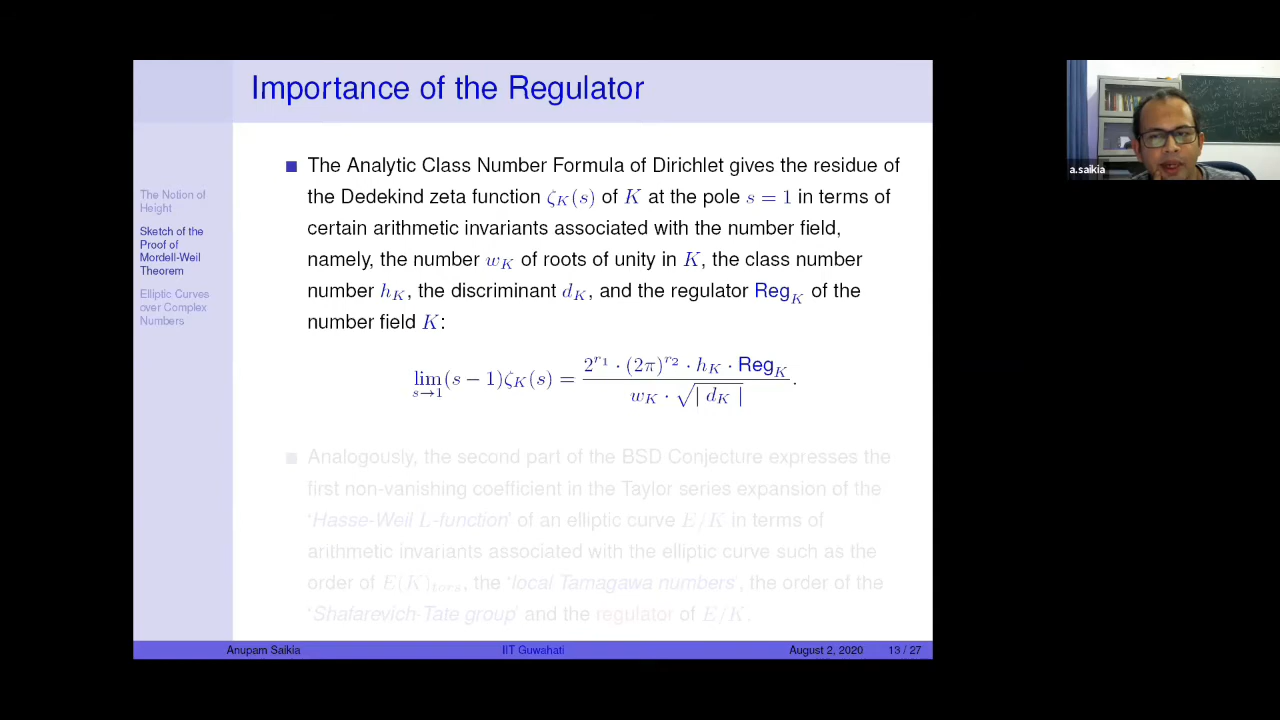 Importance of the Regulator
The Notion of
Height
Sketch of the
Proof of
Mordell-Weil
Theorem
Elliptic Curves
over Complex
Numbers
■ The Analytic Class Number Formula of Dirichlet gives the residue of
the Dedekind zeta function ζ_K(s) of K at the pole s = 1 in terms of
certain arithmetic invariants associated with the number field,
namely, the number w_K of roots of unity in K, the class number
number h_K, the discriminant d_K, and the regulator Reg_K of the
number field K:
lim_{s→1} (s − 1)ζ_K(s) = \frac{2^{r_1} · (2π)^{r_2} · h_K · Reg_K}{w_K · \sqrt{| d_K |}}.
■ Analogously, the second part of the BSD Conjecture expresses the
first non-vanishing coefficient in the Taylor series expansion of the
'Hasse-Weil L-function' of an elliptic curve E/K in terms of
arithmetic invariants associated with the elliptic curve such as the
order of E(K)_{tors}, the 'local Tamagawa numbers', the order of the
'Shafarevich-Tate group' and the regulator of E/K.
Anupam Saikia IIT Guwahati August 2, 2020 13 / 27
a.saikia